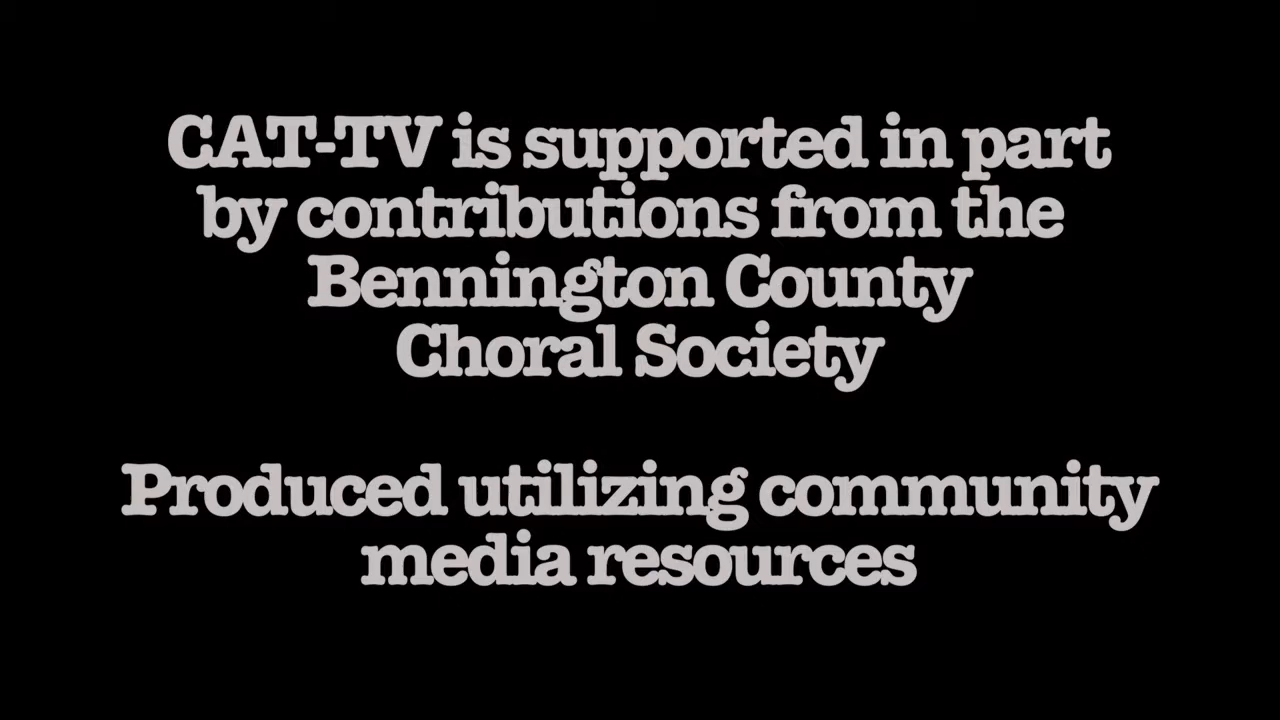 CAT-TV is supported in part
by contributions from the
Bennington County
Choral Society
Produced utilizing community
media resources